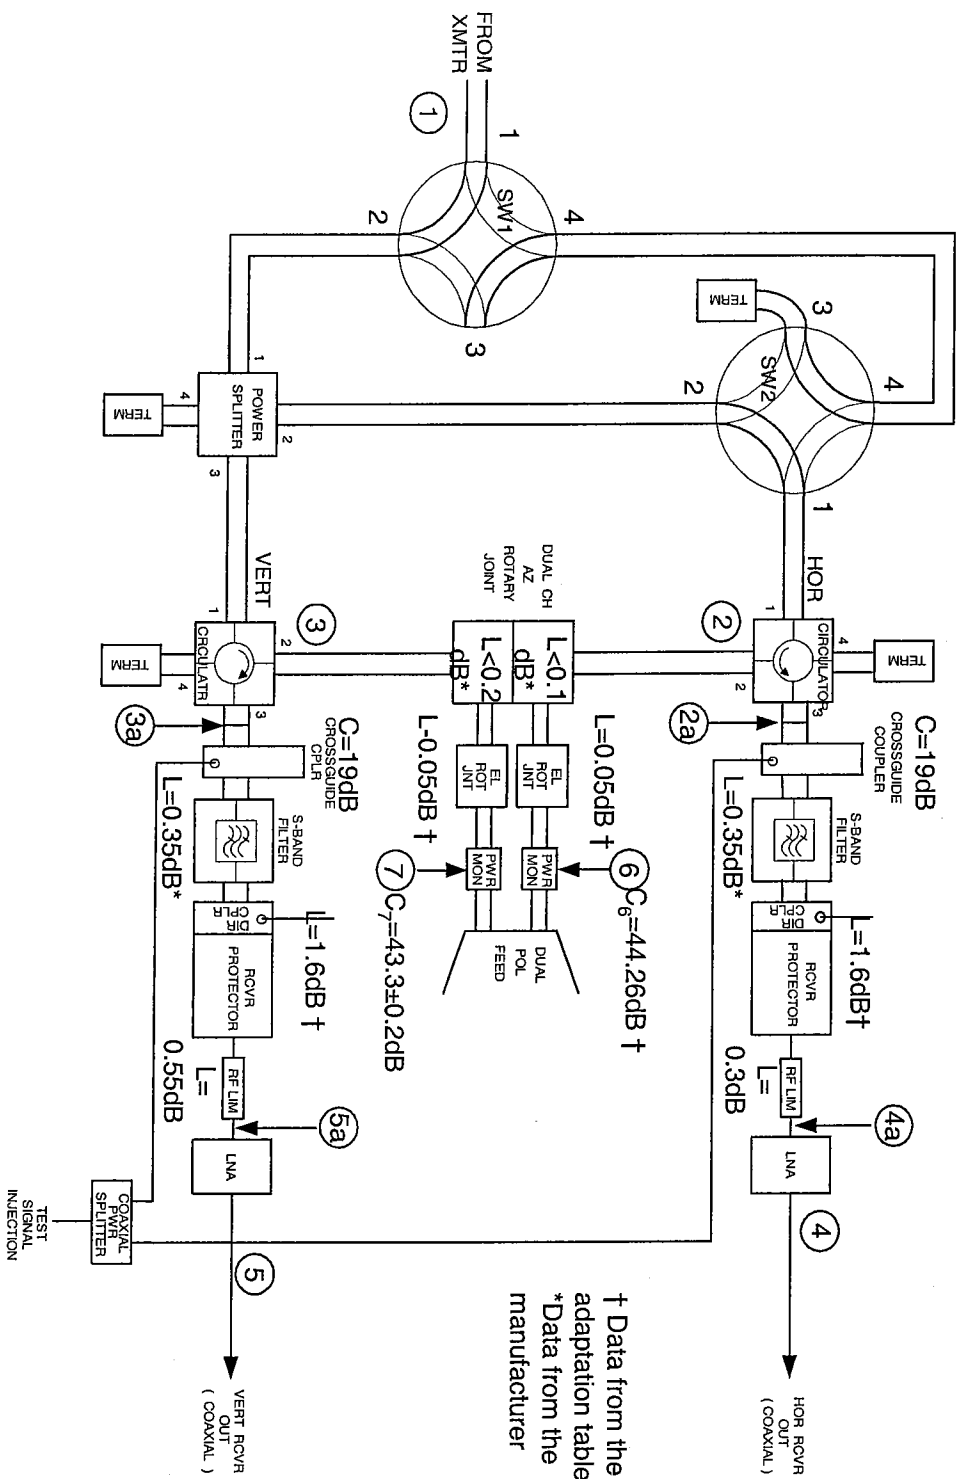 FROM
XMTR
1
1
SW1
4
2
3
TERM
3
SW2
4
2
1
1
POWER
SPLITTER
2
3
4
TERM
HOR
1
CIRCULATOR
4
2
3
TERM
2
2a
VERT
1
CIRCULATR
2
3
4
TERM
3
3a
DUAL CH
AZ
ROTARY
JOINT
L<0.1
dB*
L<0.2
dB*
L=0.05dB †
EL
ROT
JNT
L-0.05dB †
EL
ROT
JNT
PWR
MON
PWR
MON
6
C6=44.26dB †
7
C7=43.3±0.2dB
DUAL
POL
FEED
C=19dB
CROSSGUIDE
COUPLER
S-BAND
FILTER
L=0.35dB*
DIR
CPLR
L=1.6dB†
RCVR
PROTECTOR
RF LIM
L=
0.3dB
4a
LNA
4
HOR RCVR
OUT
( COAXIAL )
C=19dB
CROSSGUIDE
CPLR
S-BAND
FILTER
L=0.35dB*
DIR
CPLR
L=1.6dB †
RCVR
PROTECTOR
RF LIM
L=
0.55dB
5a
LNA
5
VERT RCVR
OUT
( COAXIAL )
COAXIAL
PWR
SPLITTER
TEST
SIGNAL
INJECTION
† Data from the
adaptation table
*Data from the
manufacturer